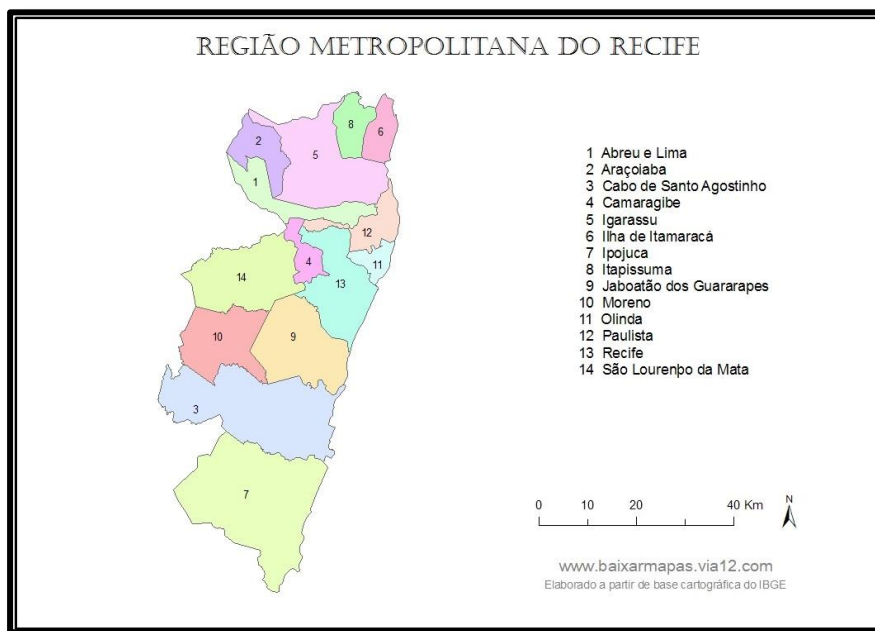 REGIÃO METROPOLITANA DO RECIFE
8
6
2
5
1
12
11
4
14
13
10
9
3
7
1 Abreu e Lima
2 Araçoiaba
3 Cabo de Santo Agostinho
4 Camaragibe
5 Igarassu
6 Ilha de Itamaracá
7 Ipojuca
8 Itapissuma
9 Jaboatão dos Guararapes
10 Moreno
11 Olinda
12 Paulista
13 Recife
14 São Lourenþo da Mata
0 10 20 40 Km
N
www.baixarmapas.via12.com
Elaborado a partir de base cartográfica do IBGE